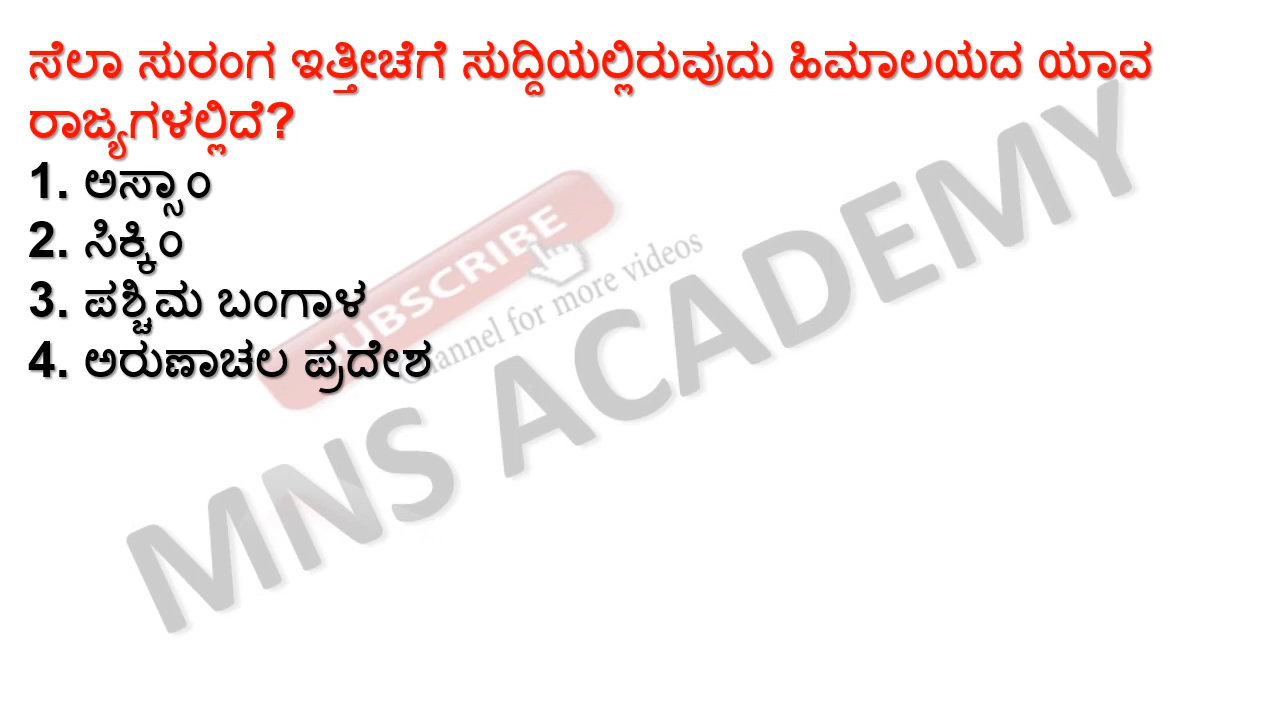 ಸೆಲಾ ಸುರಂಗ ಇತ್ತೀಚೆಗೆ ಸುದ್ದಿಯಲ್ಲಿರುವುದು ಹಿಮಾಲಯದ ಯಾವ
ರಾಜ್ಯಗಳಲ್ಲಿದೆ?
1. ಅಸ್ಸಾಂ
2. ಸಿಕ್ಕಿಂ
3. ಪಶ್ಚಿಮ ಬಂಗಾಳ
4. ಅರುಣಾಚಲ ಪ್ರದೇಶ
SUBSCRIBE
Channel for more videos
MNS ACADEMY